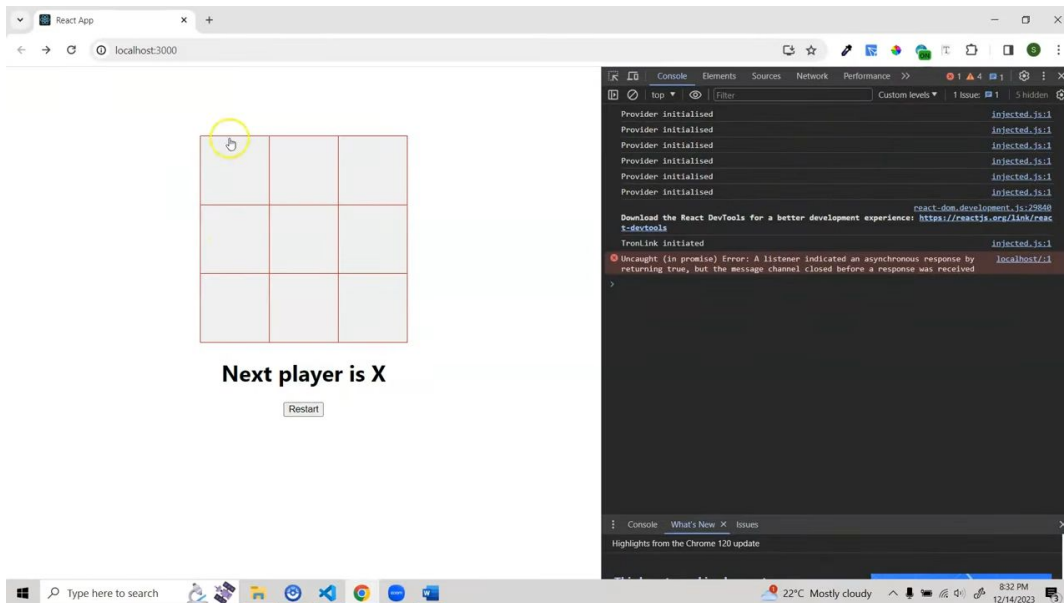 React App
localhost:3000
ON
S
Console Elements Sources Network Performance
1 4 1
top
Filter
Custom levels
1 Issue: 1
5 hidden
Provider initialised injected.js:1
Provider initialised injected.js:1
Provider initialised injected.js:1
Provider initialised injected.js:1
Provider initialised injected.js:1
Provider initialised injected.js:1
react-dom.development.js:29840
Download the React DevTools for a better development experience: https://reactjs.org/link/reac
t-devtools
TronLink initiated injected.js:1
Uncaught (in promise) Error: A listener indicated an asynchronous response by localhost/:1
returning true, but the message channel closed before a response was received
Next player is X
Restart
Console What's New Issues
Highlights from the Chrome 120 update
Type here to search
22°C Mostly cloudy
8:32 PM
12/14/2023